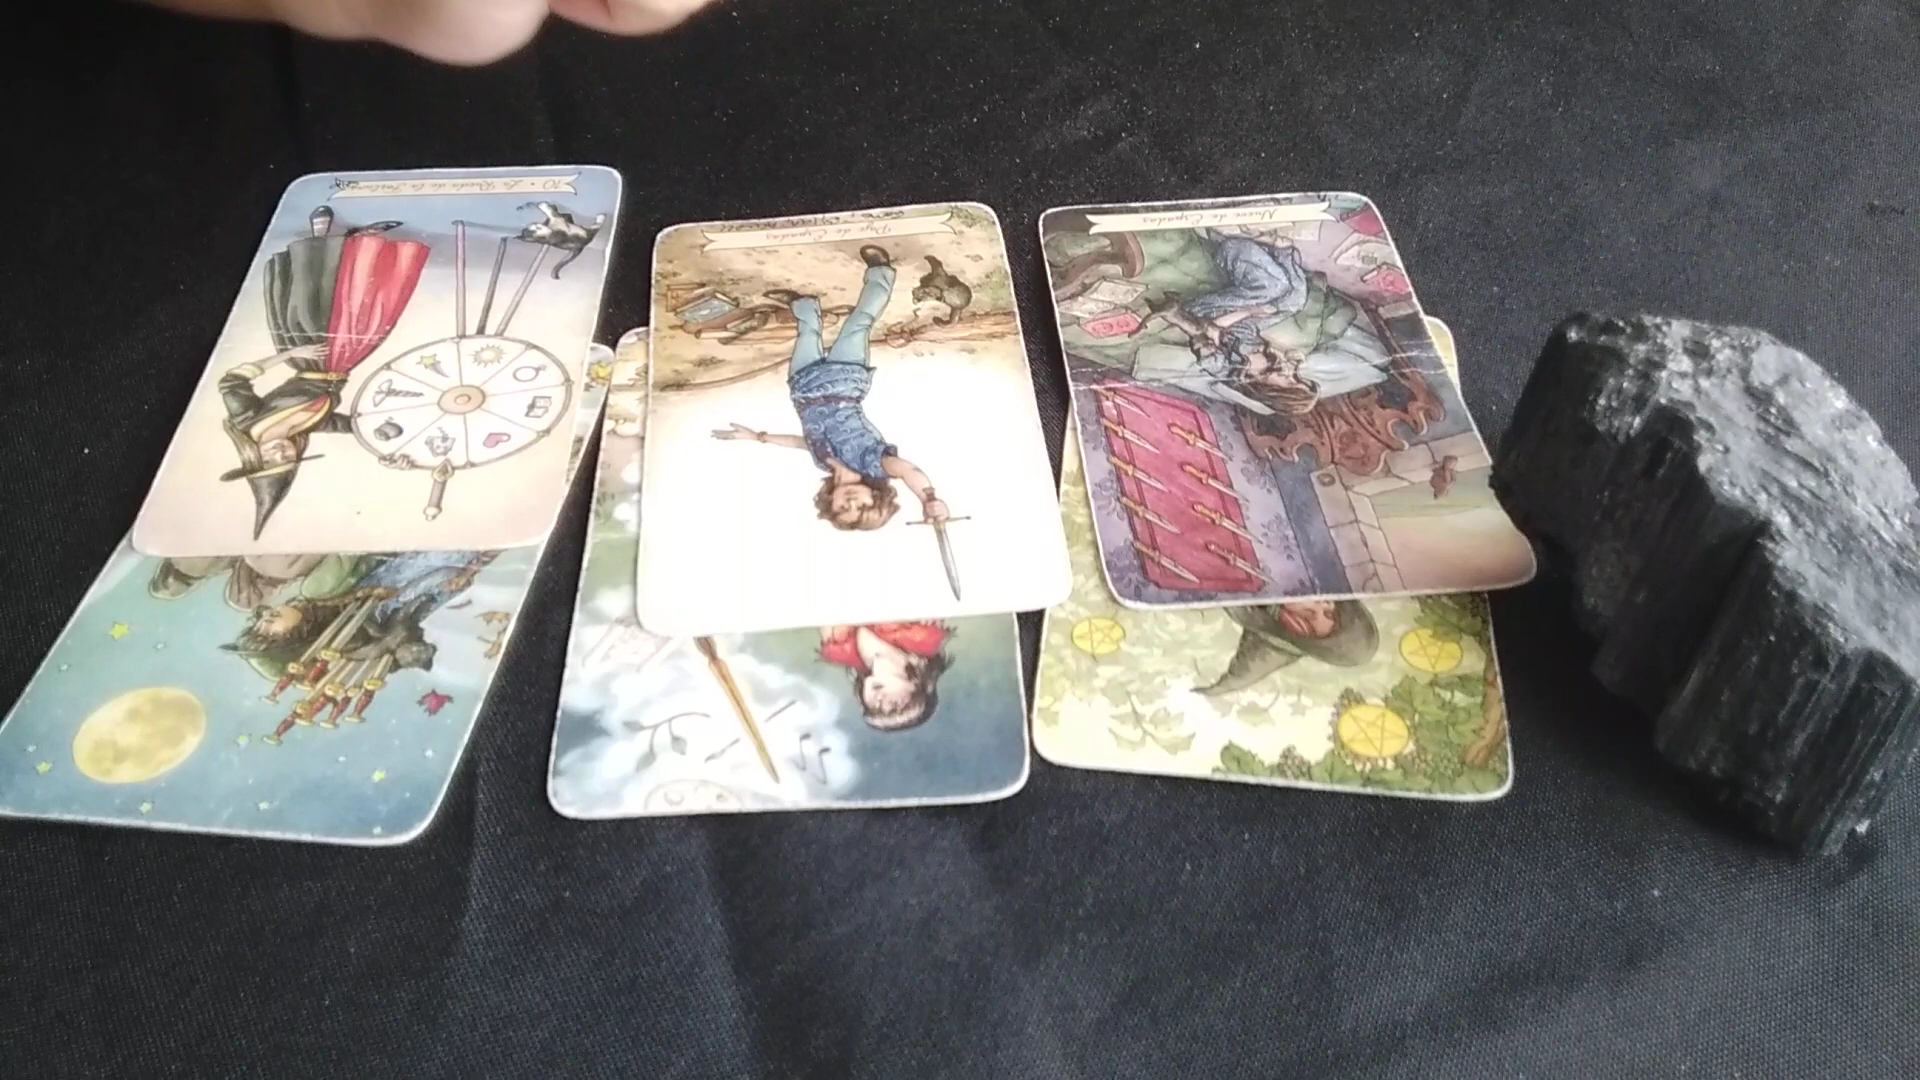 10 • La Rueda de la Fortuna
Paje de Espadas
Nueve de Espadas